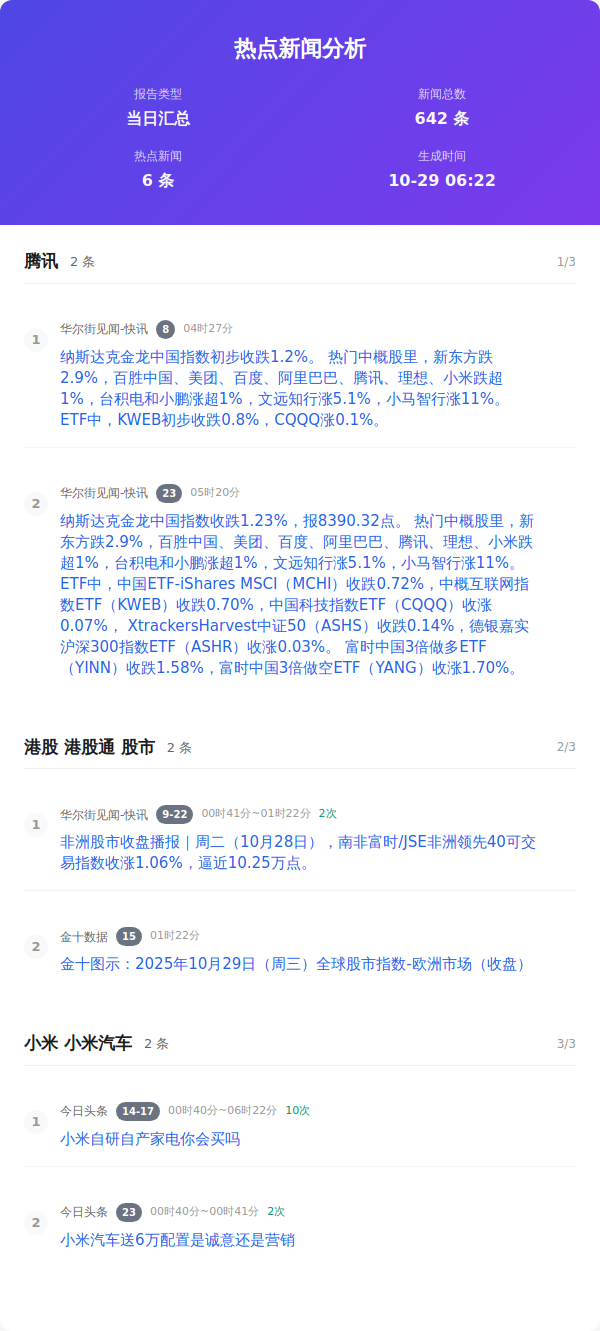 热点新闻分析
报告类型
当日汇总
新闻总数
642 条
热点新闻
6 条
生成时间
10-29 06:22
腾讯 2 条 1/3
1 华尔街见闻-快讯 8 04时27分
纳斯达克金龙中国指数初步收跌1.2%。 热门中概股里，新东方跌
2.9%，百胜中国、美团、百度、阿里巴巴、腾讯、理想、小米跌超
1%，台积电和小鹏涨超1%，文远知行涨5.1%，小马智行涨11%。
ETF中，KWEB初步收跌0.8%，CQQQ涨0.1%。
2 华尔街见闻-快讯 23 05时20分
纳斯达克金龙中国指数收跌1.23%，报8390.32点。 热门中概股里，新
东方跌2.9%，百胜中国、美团、百度、阿里巴巴、腾讯、理想、小米跌
超1%，台积电和小鹏涨超1%，文远知行涨5.1%，小马智行涨11%。
ETF中，中国ETF-iShares MSCI（MCHI）收跌0.72%，中概互联网指
数ETF（KWEB）收跌0.70%，中国科技指数ETF（CQQQ）收涨
0.07%， XtrackersHarvest中证50（ASHS）收跌0.14%，德银嘉实
沪深300指数ETF（ASHR）收涨0.03%。 富时中国3倍做多ETF
（YINN）收跌1.58%，富时中国3倍做空ETF（YANG）收涨1.70%。
港股 港股通 股市 2 条 2/3
1 华尔街见闻-快讯 9-22 00时41分~01时22分 2次
非洲股市收盘播报｜周二（10月28日），南非富时/JSE非洲领先40可交
易指数收涨1.06%，逼近10.25万点。
2 金十数据 15 01时22分
金十图示：2025年10月29日（周三）全球股市指数-欧洲市场（收盘）
小米 小米汽车 2 条 3/3
1 今日头条 14-17 00时40分~06时22分 10次
小米自研自产家电你会买吗
2 今日头条 23 00时40分~00时41分 2次
小米汽车送6万配置是诚意还是营销